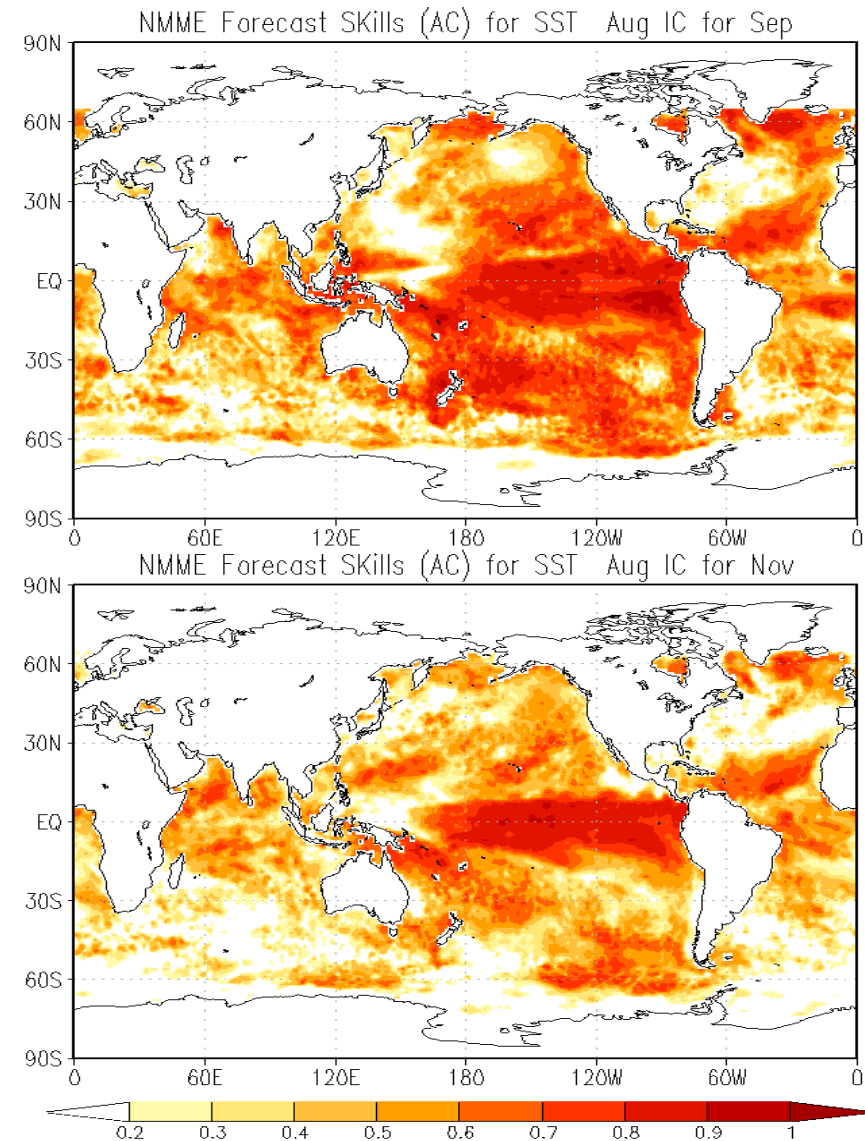 NMME Forecast SKills (AC) for SST Aug IC for Sep
90N
60N
30N
EQ
30S
60S
90S
0 60E 120E 180 120W 60W 0
NMME Forecast SKills (AC) for SST Aug IC for Nov
90N
60N
30N
EQ
30S
60S
90S
0 60E 120E 180 120W 60W 0
0.2 0.3 0.4 0.5 0.6 0.7 0.8 0.9 1